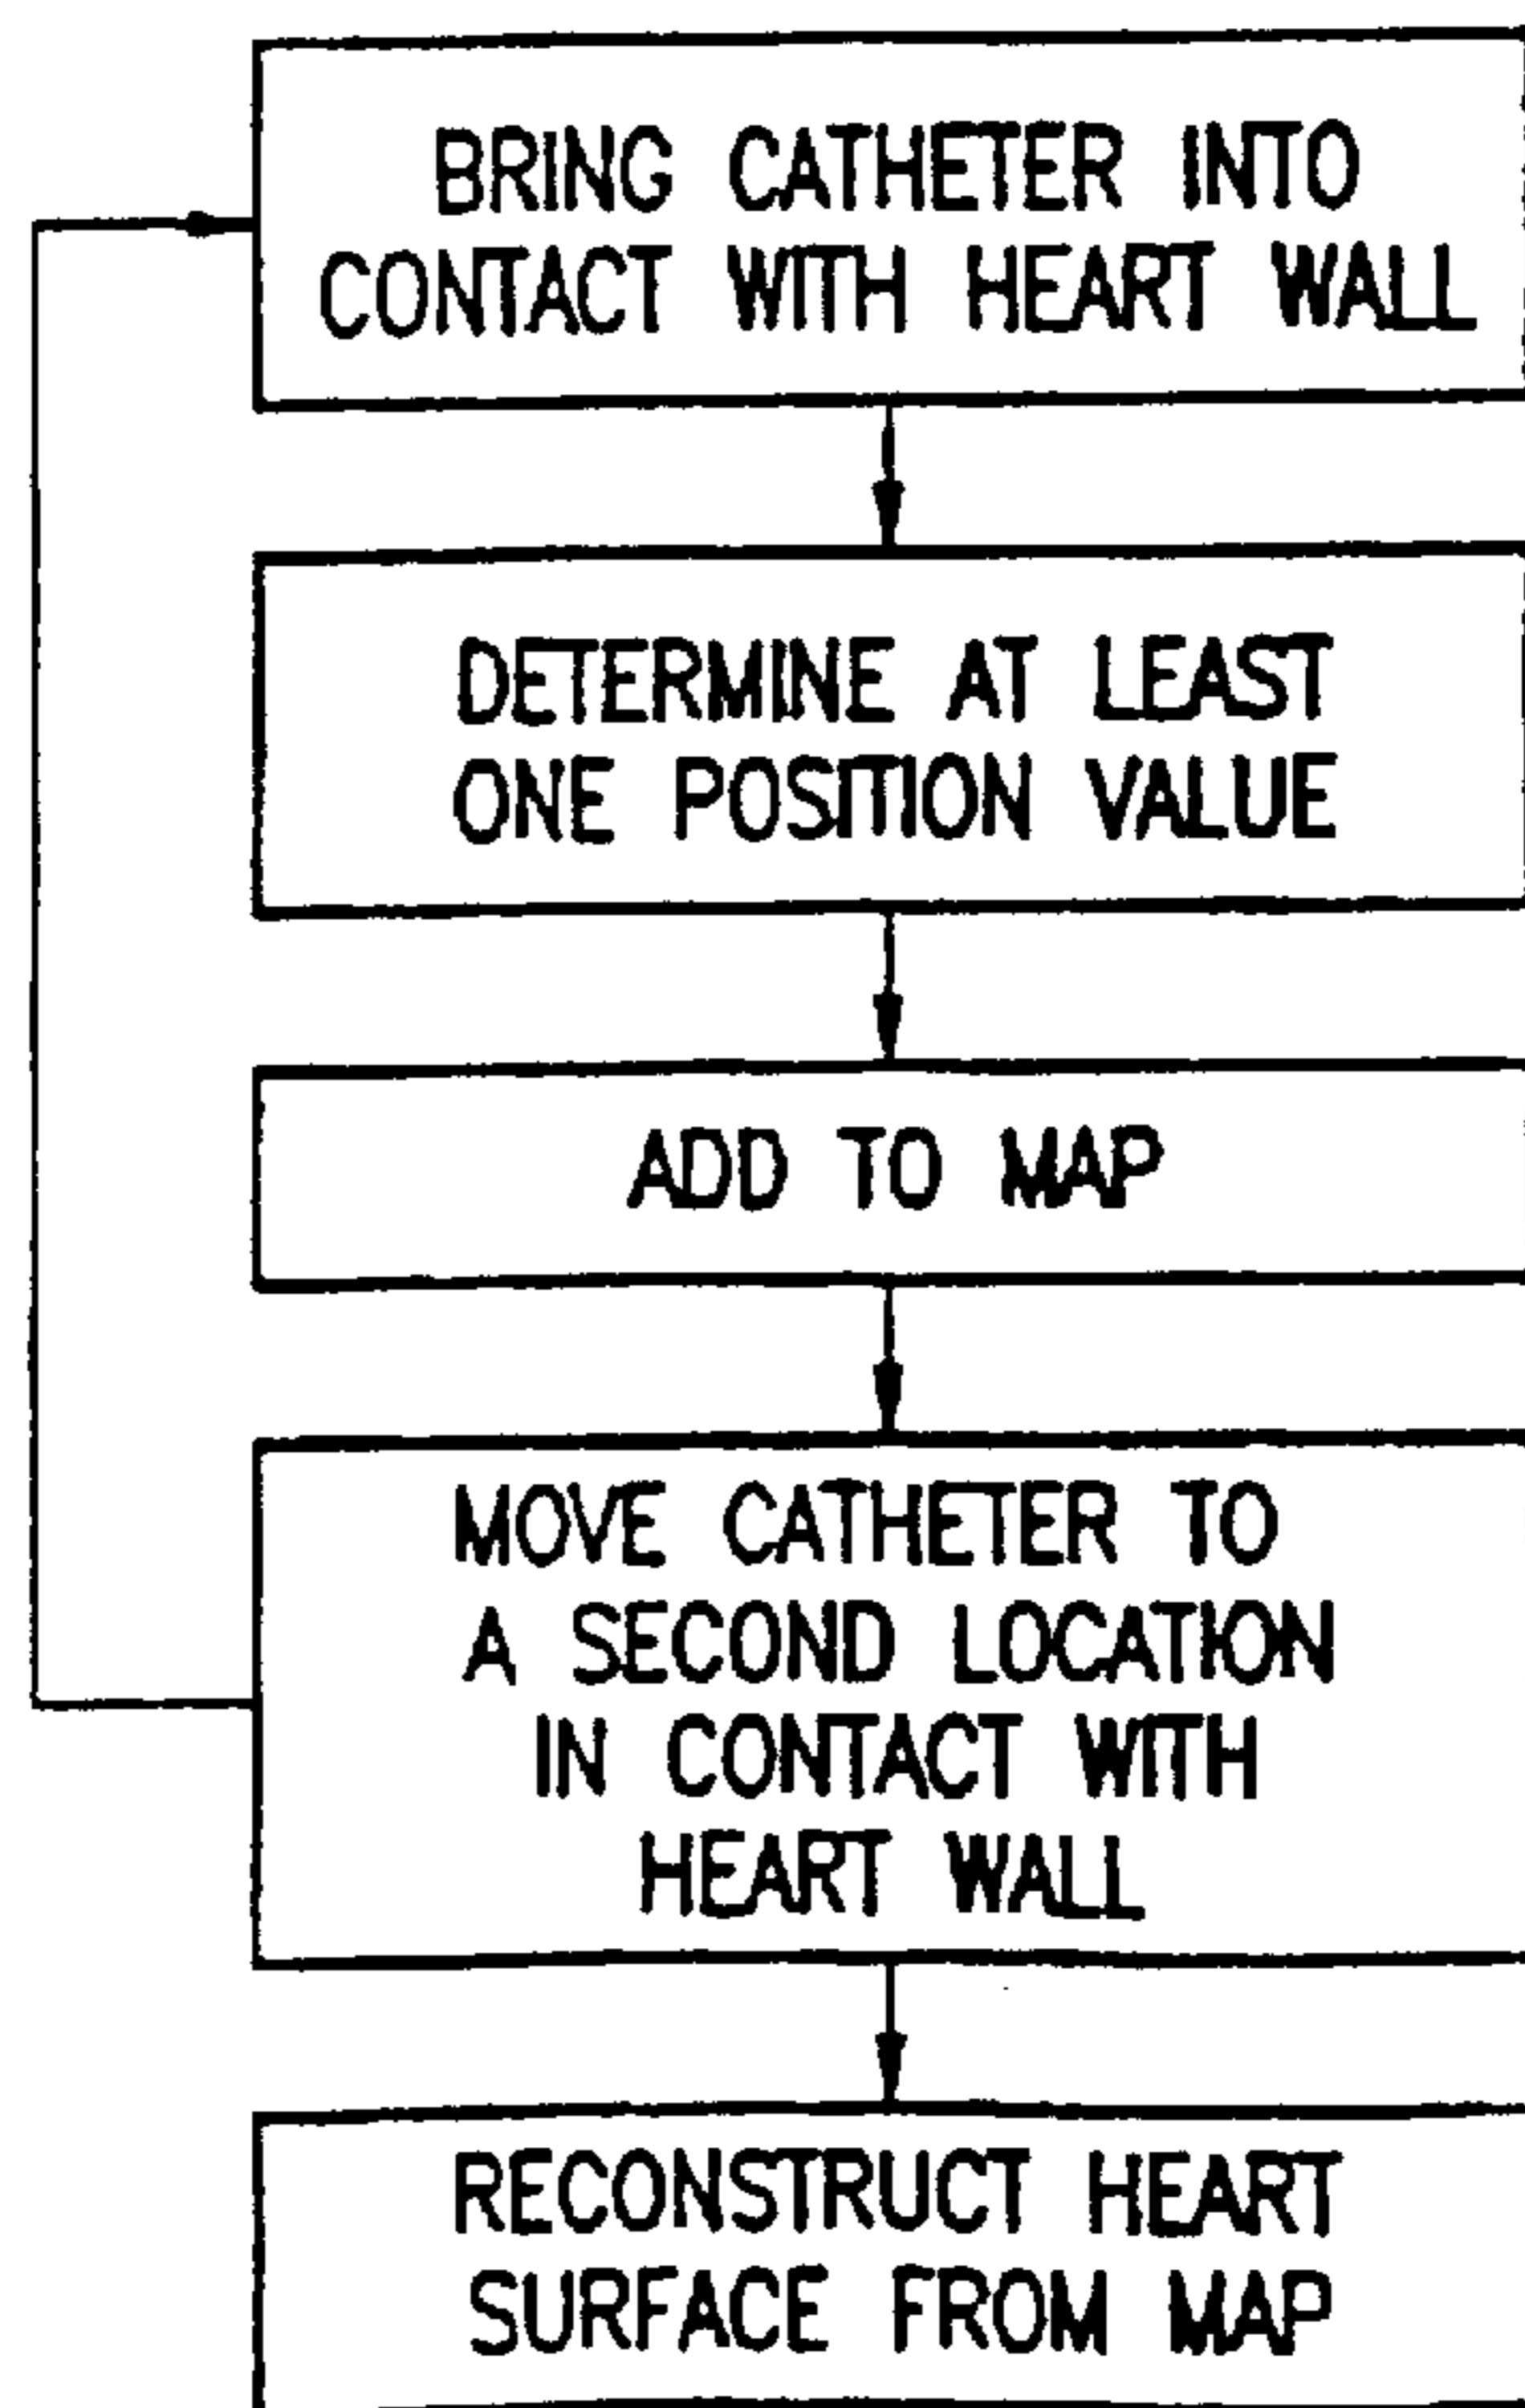 BRING CATHETER INTO
CONTACT WITH HEART WALL
DETERMINE AT LEAST
ONE POSITION VALUE
ADD TO MAP
MOVE CATHETER TO
A SECOND LOCATION
IN CONTACT WITH
HEART WALL
RECONSTRUCT HEART
SURFACE FROM MAP